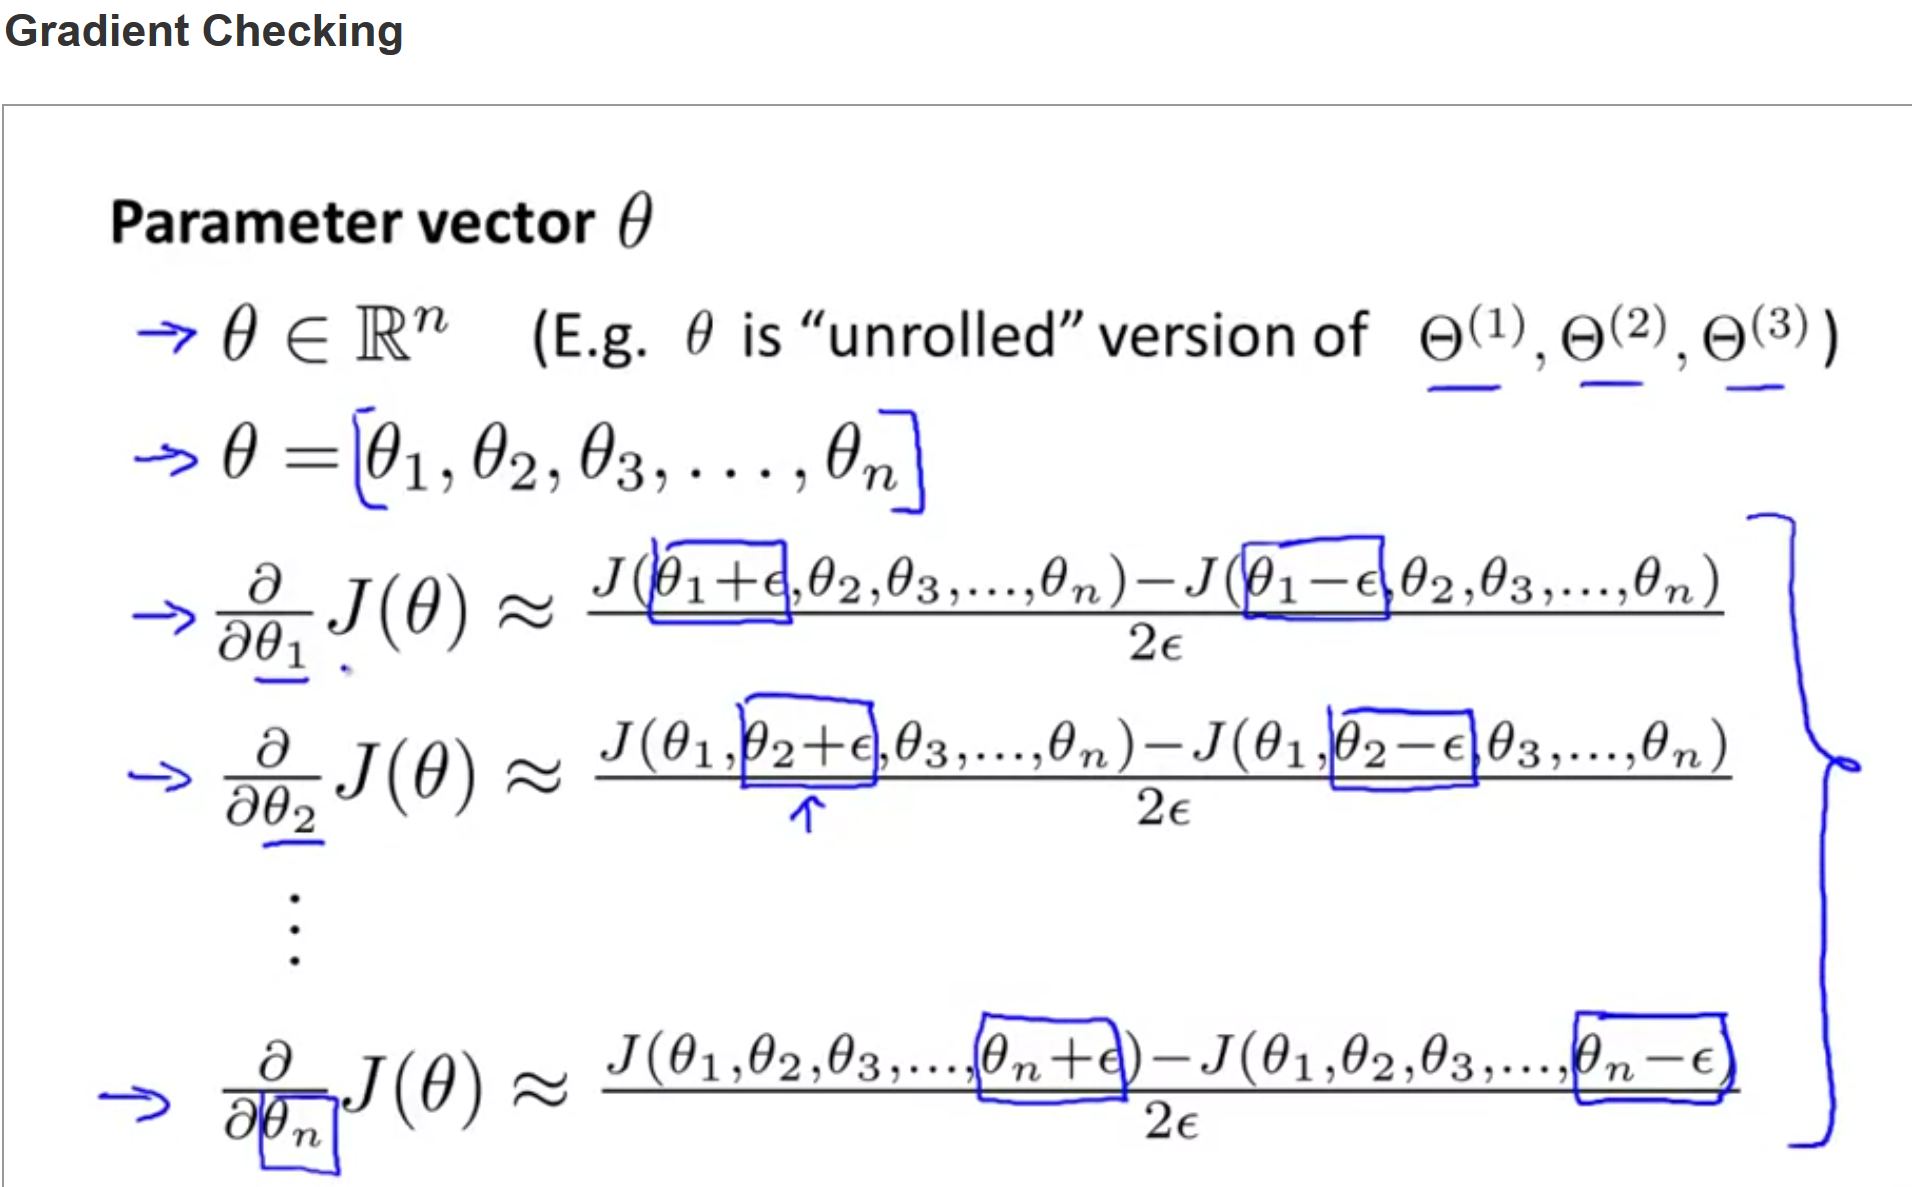 Gradient Checking
Parameter vector θ
→ θ ∈ ℝⁿ (E.g. θ is “unrolled” version of Θ⁽¹⁾, Θ⁽²⁾, Θ⁽³⁾)
→ θ = [θ₁, θ₂, θ₃, . . . , θₙ]
→ ∂/∂θ₁ J(θ) ≈ (J(θ₁+ϵ,θ₂,θ₃,...,θₙ)−J(θ₁−ϵ,θ₂,θ₃,...,θₙ))/2ϵ
→ ∂/∂θ₂ J(θ) ≈ (J(θ₁,θ₂+ϵ,θ₃,...,θₙ)−J(θ₁,θ₂−ϵ,θ₃,...,θₙ))/2ϵ
⋮
→ ∂/∂θₙ J(θ) ≈ (J(θ₁,θ₂,θ₃,...,θₙ+ϵ)−J(θ₁,θ₂,θ₃,...,θₙ−ϵ))/2ϵ